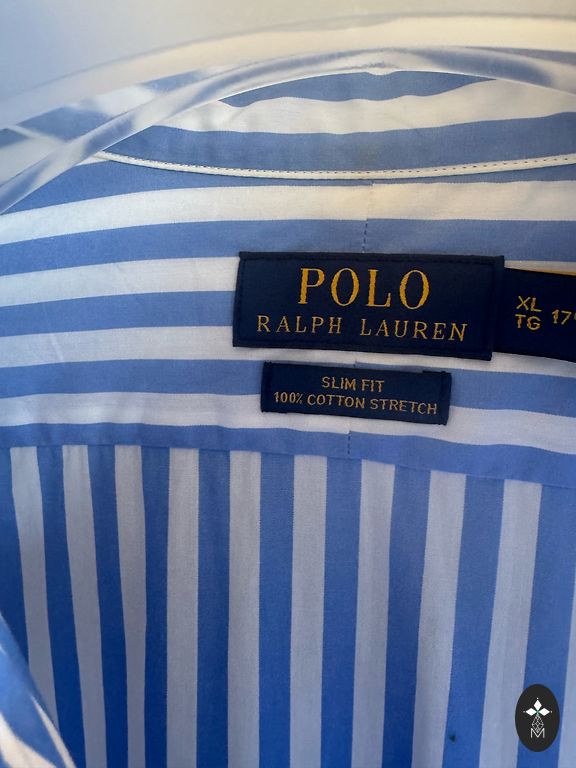 POLO
RALPH LAUREN
XL
TG
SLIM FIT
100% COTTON STRETCH
M